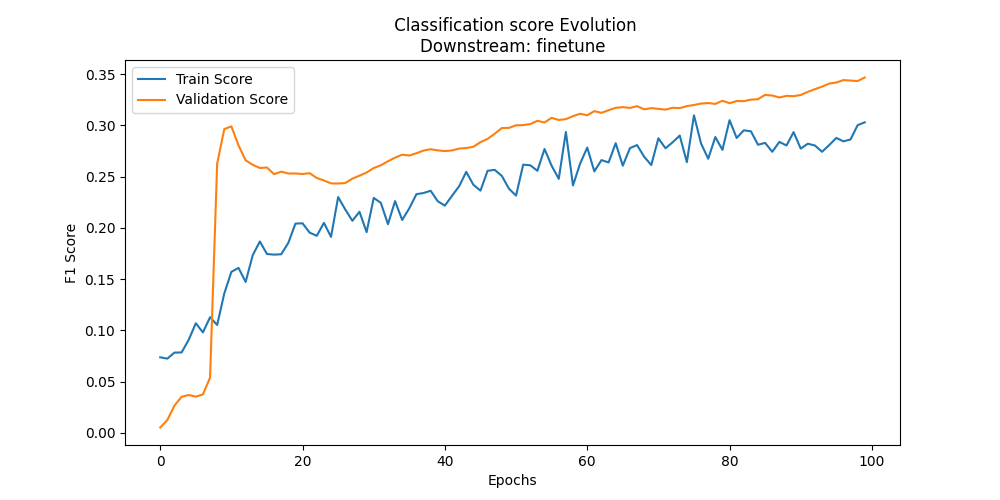 Classification score Evolution
Downstream: finetune
Train Score
Validation Score
F1 Score
0.35
0.30
0.25
0.20
0.15
0.10
0.05
0.00
0 20 40 60 80 100
Epochs